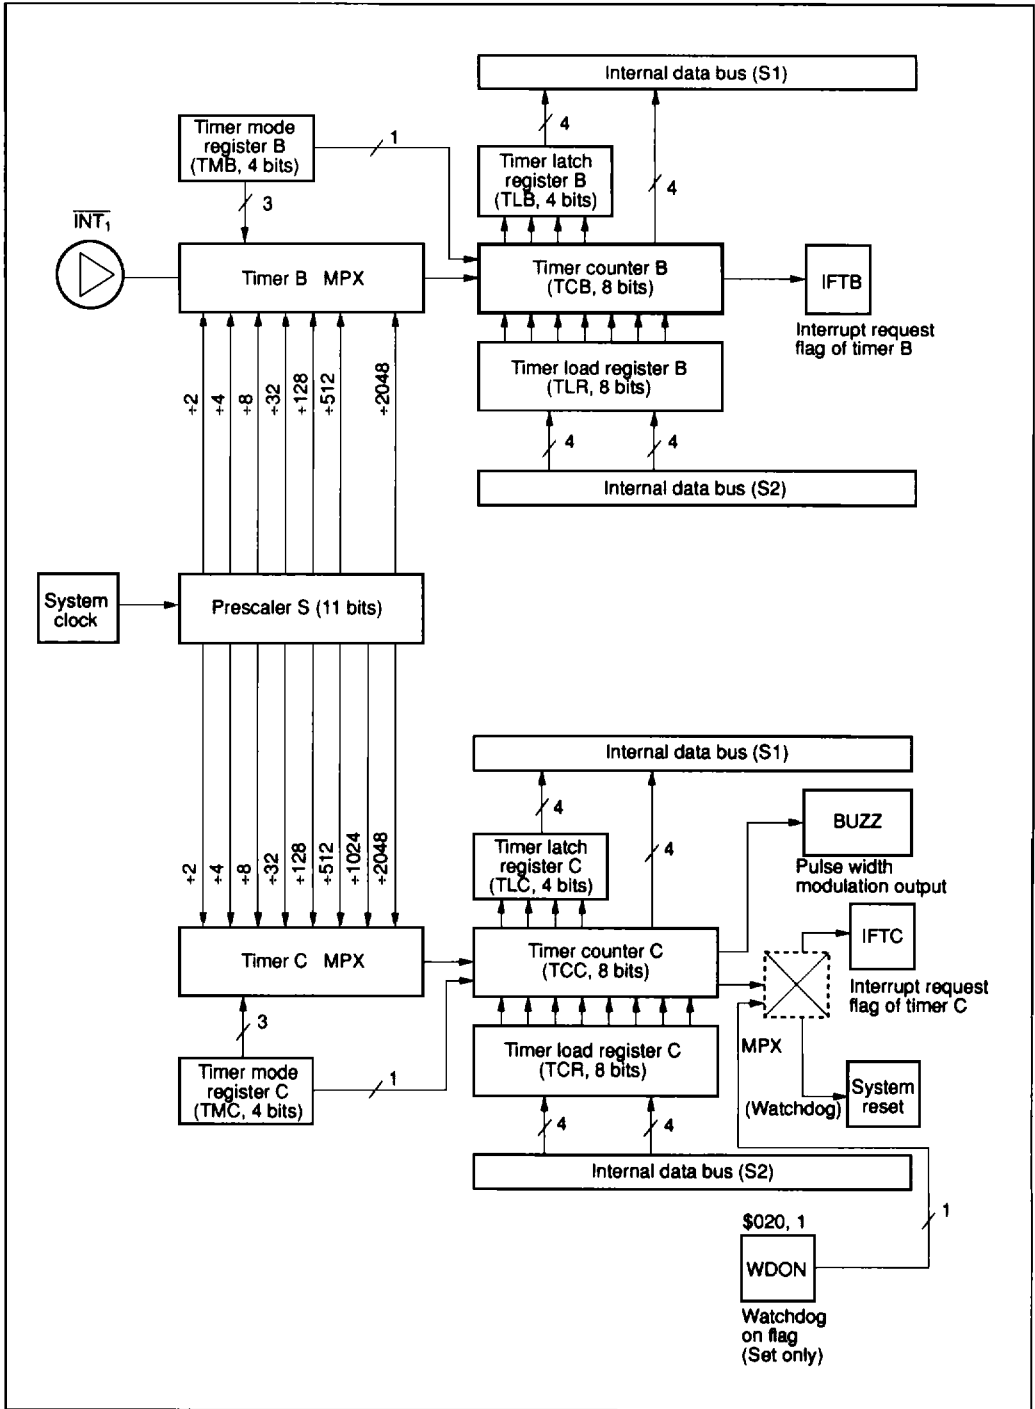 Internal data bus (S1)
4
4
Timer mode
register B
(TMB, 4 bits)
1
3
Timer latch
register B
(TLB, 4 bits)
INT1
Timer B MPX
Timer counter B
(TCB, 8 bits)
IFTB
Interrupt request
flag of timer B
Timer load register B
(TLR, 8 bits)
÷2
÷4
÷8
÷32
÷128
÷512
÷2048
4
4
Internal data bus (S2)
System
clock
Prescaler S (11 bits)
Internal data bus (S1)
4
4
÷2
÷4
÷8
÷32
÷128
÷512
÷1024
÷2048
Timer latch
register C
(TLC, 4 bits)
BUZZ
Pulse width
modulation output
Timer C MPX
Timer counter C
(TCC, 8 bits)
IFTC
Interrupt request
flag of timer C
3
Timer mode
register C
(TMC, 4 bits)
1
Timer load register C
(TCR, 8 bits)
MPX
(Watchdog)
System
reset
4
4
Internal data bus (S2)
1
$020, 1
WDON
Watchdog
on flag
(Set only)